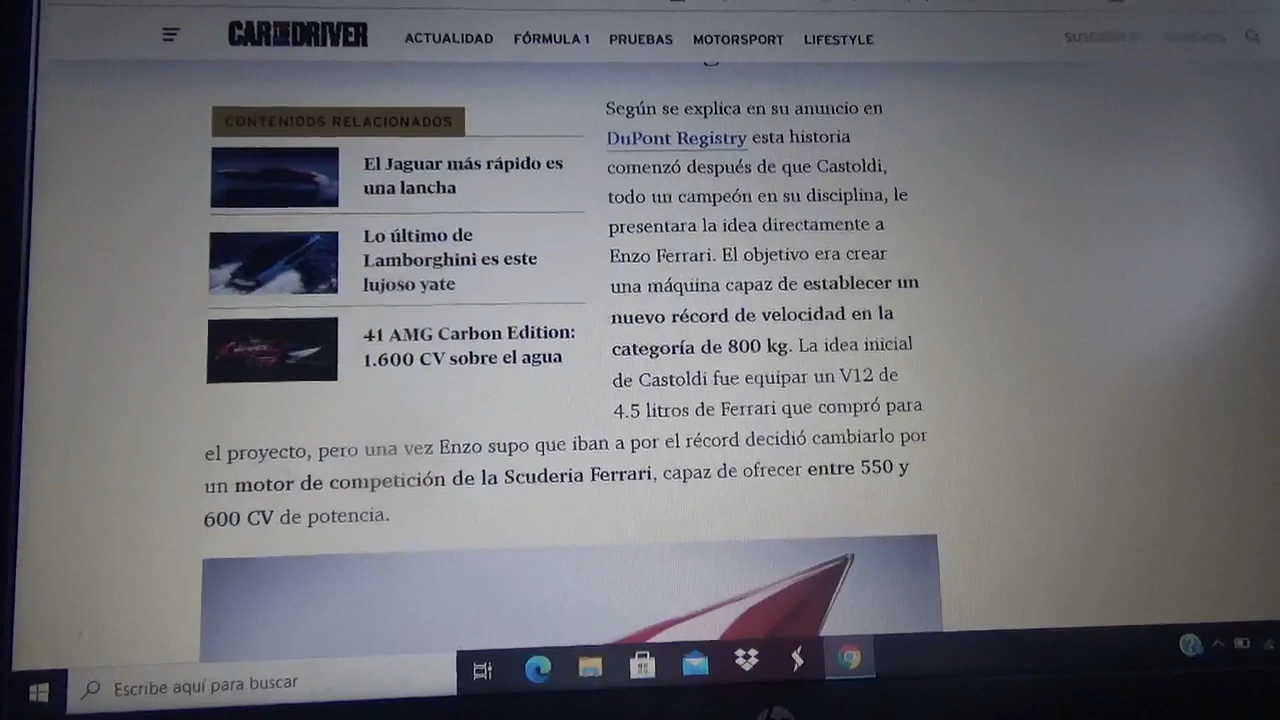 CAR AND DRIVER
ACTUALIDAD FÓRMULA 1 PRUEBAS MOTORSPORT LIFESTYLE
CONTENIDOS RELACIONADOS
El Jaguar más rápido es
una lancha
Lo último de
Lamborghini es este
lujoso yate
41 AMG Carbon Edition:
1.600 CV sobre el agua
Según se explica en su anuncio en
DuPont Registry esta historia
comenzó después de que Castoldi,
todo un campeón en su disciplina, le
presentara la idea directamente a
Enzo Ferrari. El objetivo era crear
una máquina capaz de establecer un
nuevo récord de velocidad en la
categoría de 800 kg. La idea inicial
de Castoldi fue equipar un V12 de
4.5 litros de Ferrari que compró para
el proyecto, pero una vez Enzo supo que iban a por el récord decidió cambiarlo por
un motor de competición de la Scuderia Ferrari, capaz de ofrecer entre 550 y
600 CV de potencia.
Escribe aquí para buscar